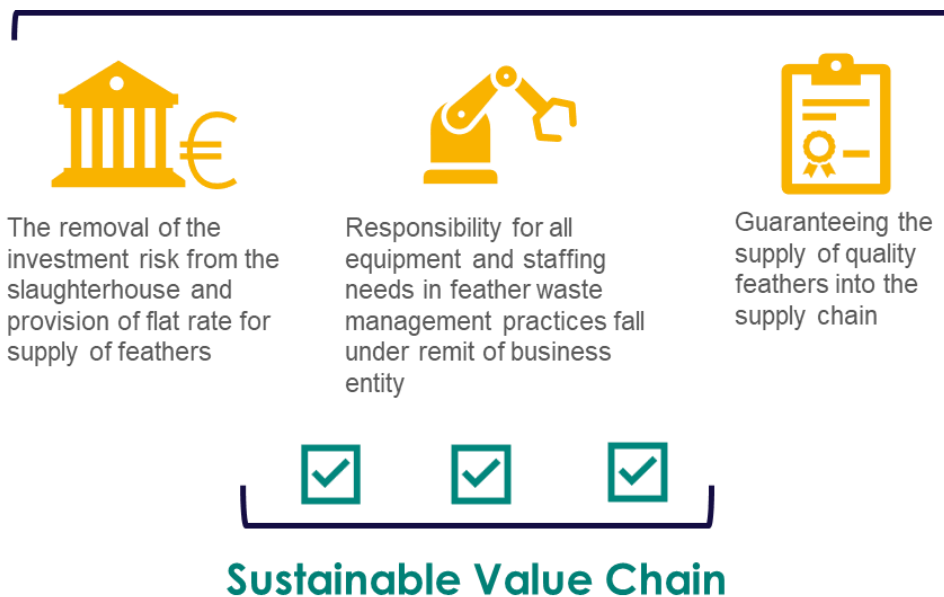 €
The removal of the
investment risk from the
slaughterhouse and
provision of flat rate for
supply of feathers
Responsibility for all
equipment and staffing
needs in feather waste
management practices fall
under remit of business
entity
Guaranteeing the
supply of quality
feathers into the
supply chain
Sustainable Value Chain